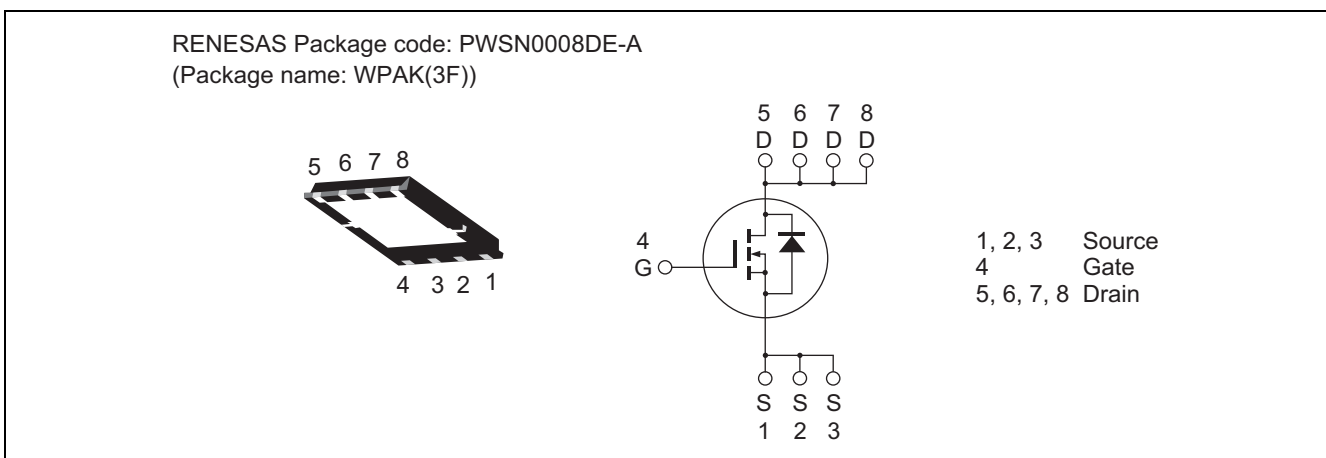 RENESAS Package code: PWSN0008DE-A
(Package name: WPAK(3F))
5 6 7 8
4 3 2 1
5 6 7 8
D D D D
4
G
S S S
1 2 3
1, 2, 3 Source
4 Gate
5, 6, 7, 8 Drain